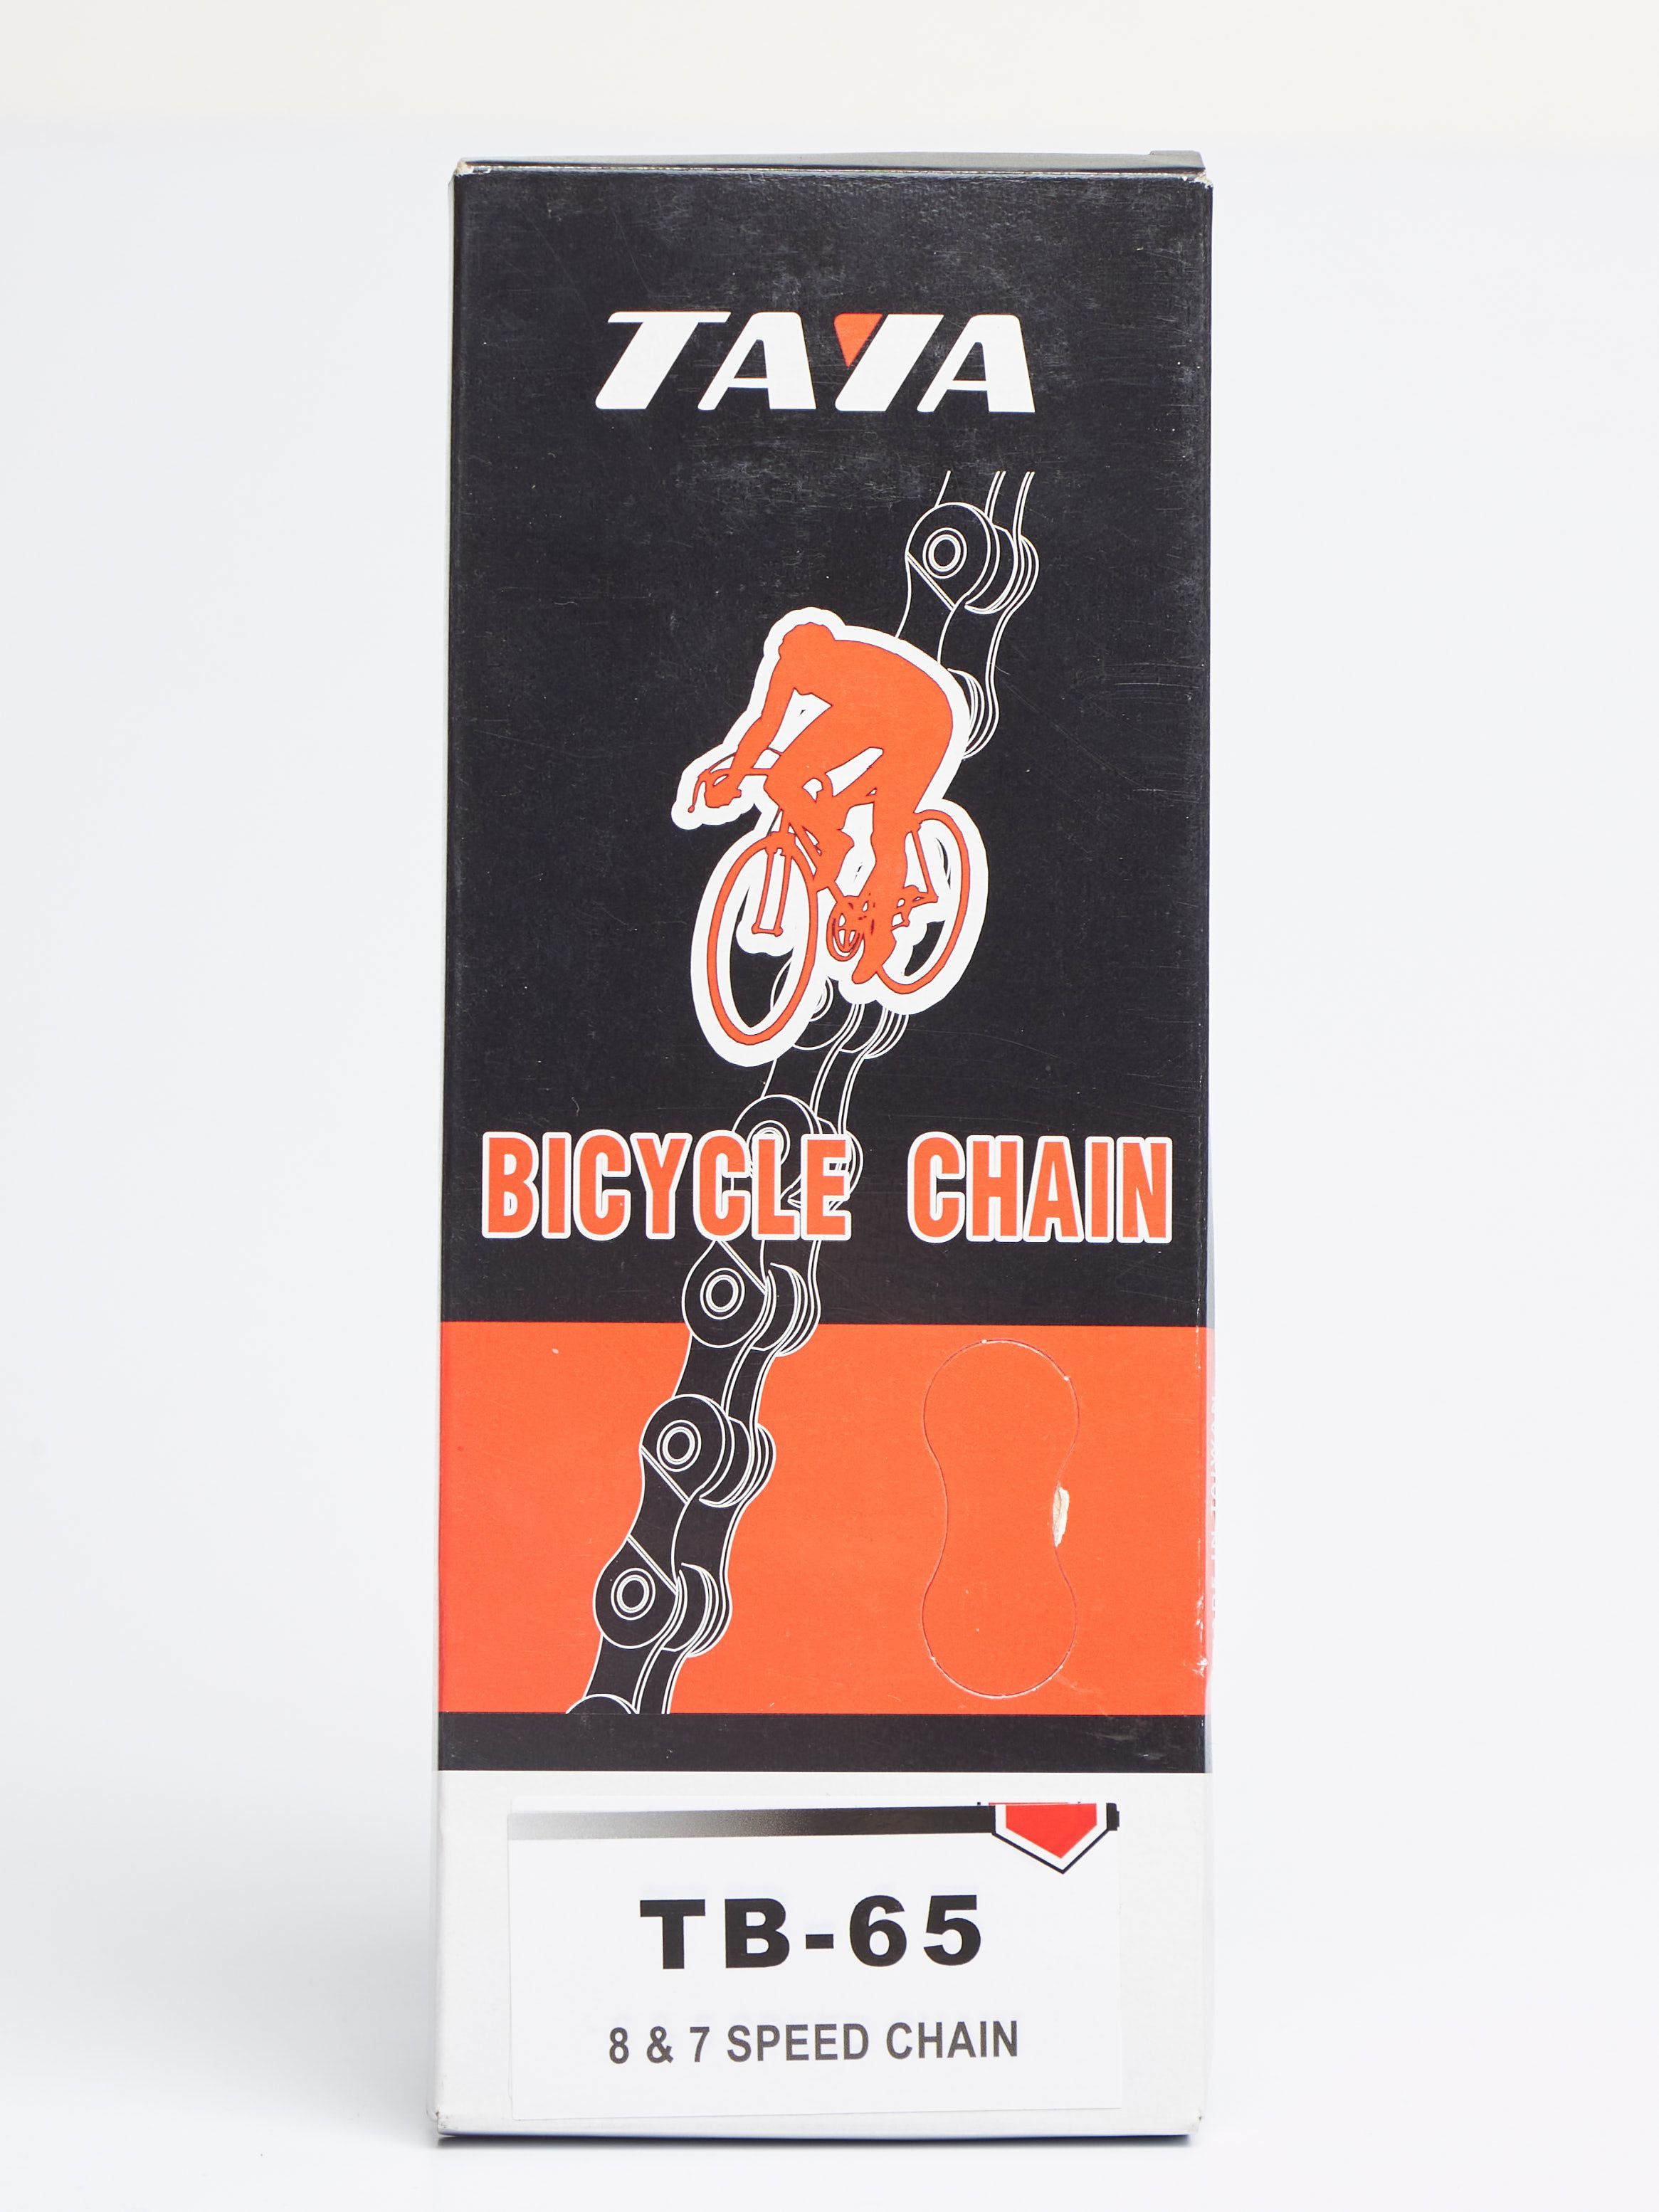 TAYA
BICYCLE CHAIN
TB-65
8 & 7 SPEED CHAIN